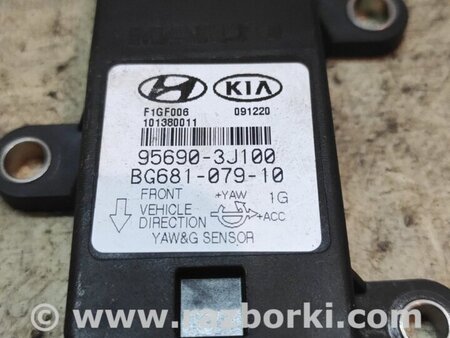 KIA
F1GF006 091220
101380011
95690-3J100
BG681-079-10
FRONT +YAW 1G
VEHICLE
DIRECTION +ACC
YAW&G SENSOR
www.razborki.com